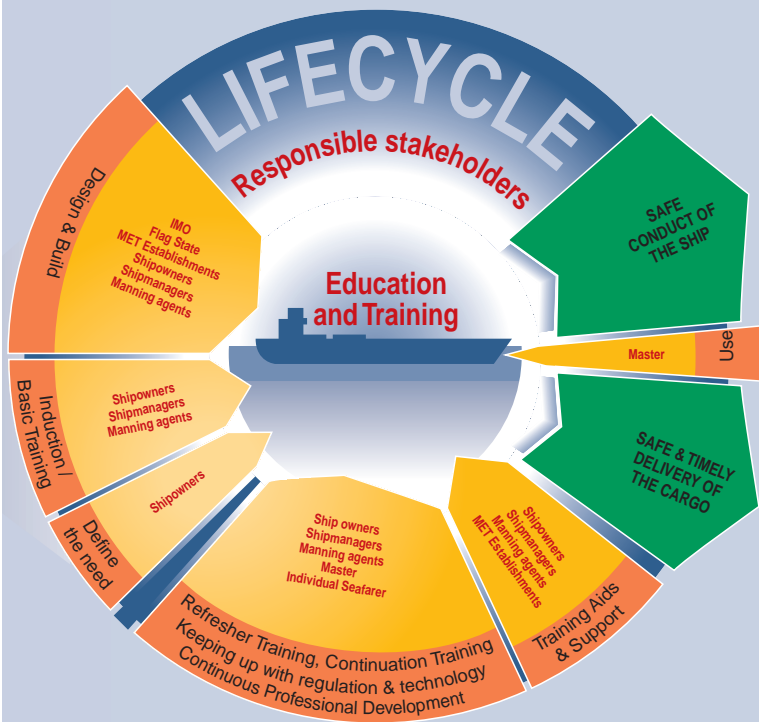 LIFECYCLE
Responsible stakeholders
Education
and Training
Design & Build
IMO
Flag State
MET Establishments
Shipowners
Shipmanagers
Manning agents
Induction /
Basic Training
Shipowners
Shipmanagers
Manning agents
Define
the need
Shipowners
Ship owners
Shipmanagers
Manning agents
Master
Individual Seafarer
Refresher Training, Continuation Training
Keeping up with regulation & technology
Continuous Professional Development
Shipowners
Shipmanagers
Manning agents
MET Establishments
Training Aids
& Support
SAFE & TIMELY
DELIVERY OF
THE CARGO
Master
Use
SAFE
CONDUCT OF
THE SHIP